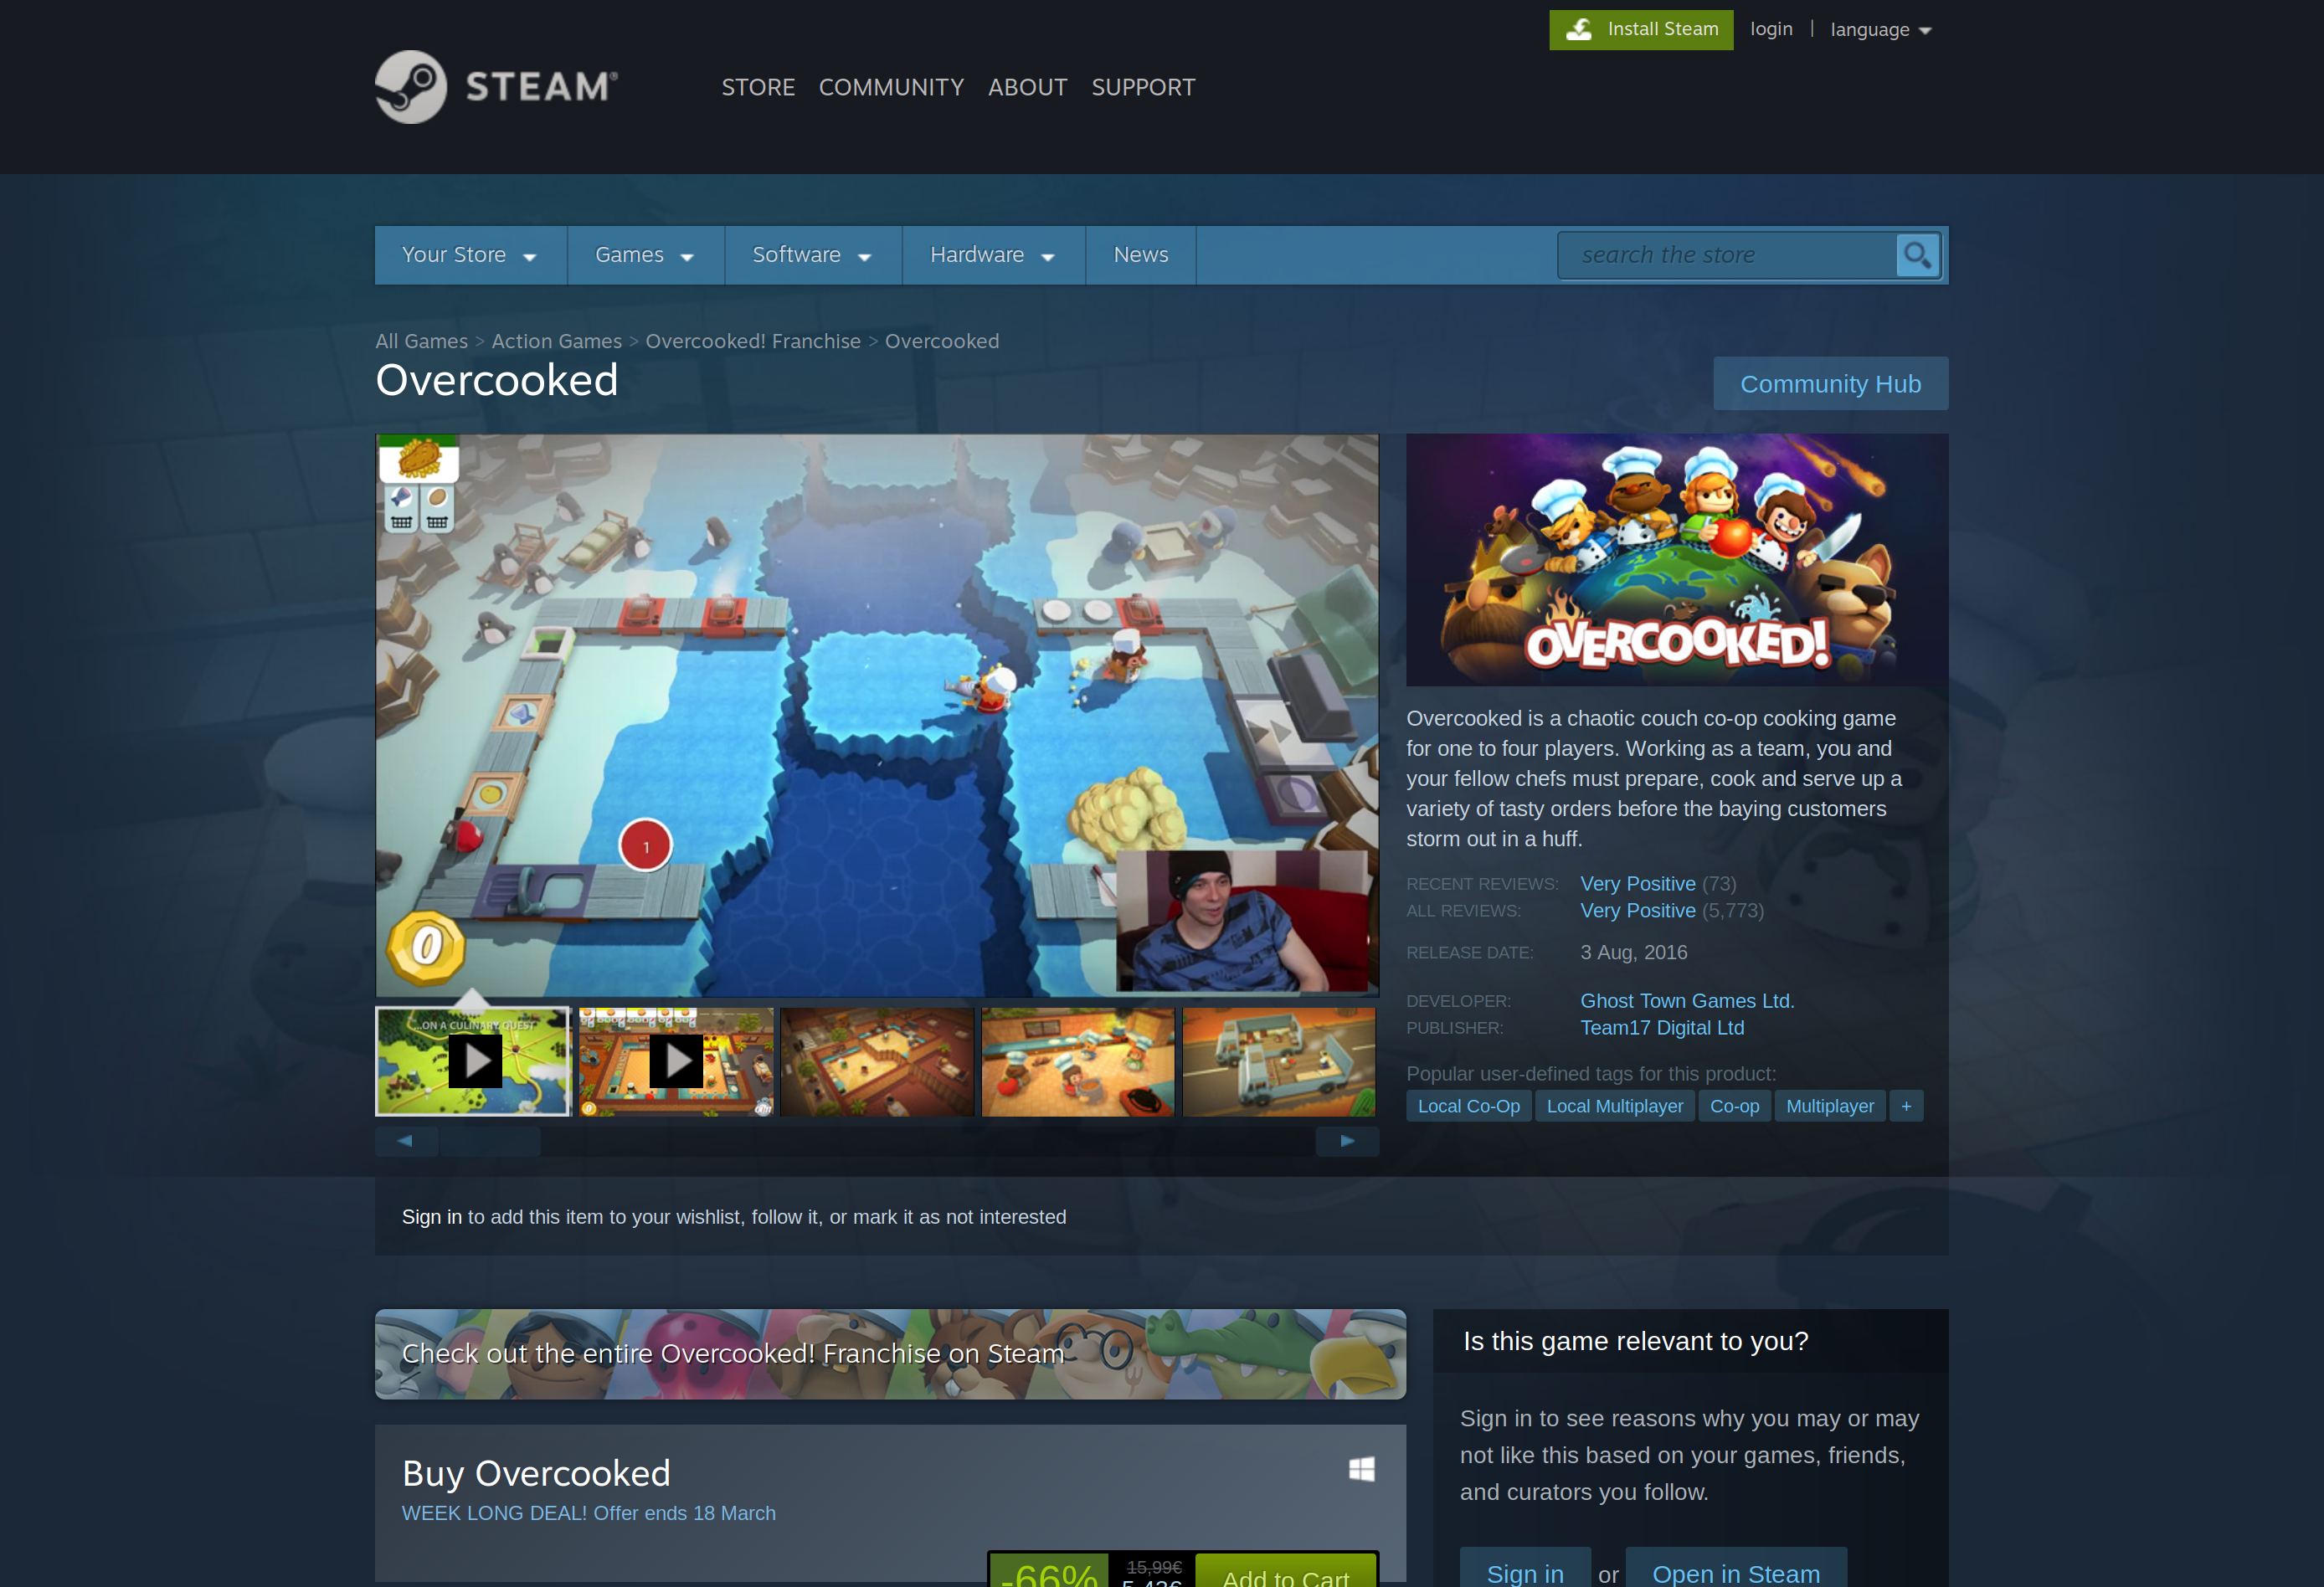 Install Steam
login | language
STEAM®
STORE COMMUNITY ABOUT SUPPORT
Your Store Games Software Hardware News
search the store
All Games > Action Games > Overcooked! Franchise > Overcooked
Overcooked
Community Hub
OVERCOOKED!
1
0
...ON A CULINARY QUEST
Overcooked is a chaotic couch co-op cooking game
for one to four players. Working as a team, you and
your fellow chefs must prepare, cook and serve up a
variety of tasty orders before the baying customers
storm out in a huff.
RECENT REVIEWS: Very Positive (73)
ALL REVIEWS: Very Positive (5,773)
RELEASE DATE: 3 Aug, 2016
DEVELOPER: Ghost Town Games Ltd.
PUBLISHER: Team17 Digital Ltd
Popular user-defined tags for this product:
Local Co-Op Local Multiplayer Co-op Multiplayer +
Sign in to add this item to your wishlist, follow it, or mark it as not interested
Check out the entire Overcooked! Franchise on Steam
Buy Overcooked
WEEK LONG DEAL! Offer ends 18 March
-66% 15,99€
5,43€
Add to Cart
Is this game relevant to you?
Sign in to see reasons why you may or may
not like this based on your games, friends,
and curators you follow.
Sign in or Open in Steam